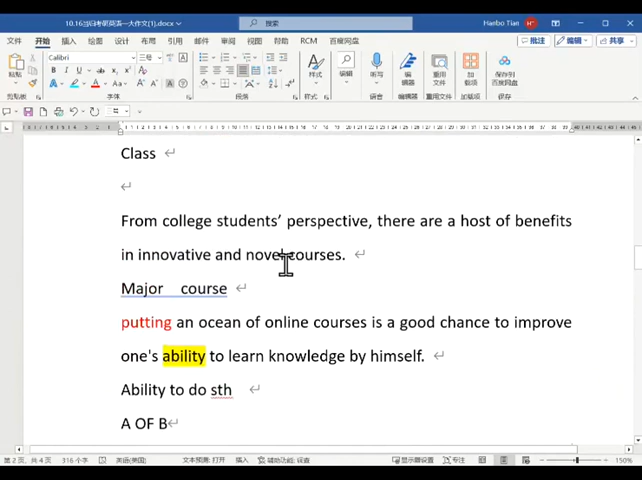 10.16当归考研英语一大作文(1).docx
搜索
Hanbo Tian
HT
文件 开始 插入 绘图 设计 布局 引用 邮件 审阅 视图 帮助 RCM 百度网盘
批注 编辑 共享
Calibri 三号
粘贴 样式 编辑 听写 编辑器 重用文件 加载项 保存到百度网盘
剪贴板 字体 段落 样式 语音 编辑器 重用文件 加载项 保存
Class
From college students' perspective, there are a host of benefits
in innovative and novel courses.
Major course
putting an ocean of online courses is a good chance to improve
one's ability to learn knowledge by himself.
Ability to do sth
A OF B
第 2 页，共 4 页 316 个字 英语(美国) 文本预测: 打开 插入 辅助功能: 调查 显示器设置 专注 150%